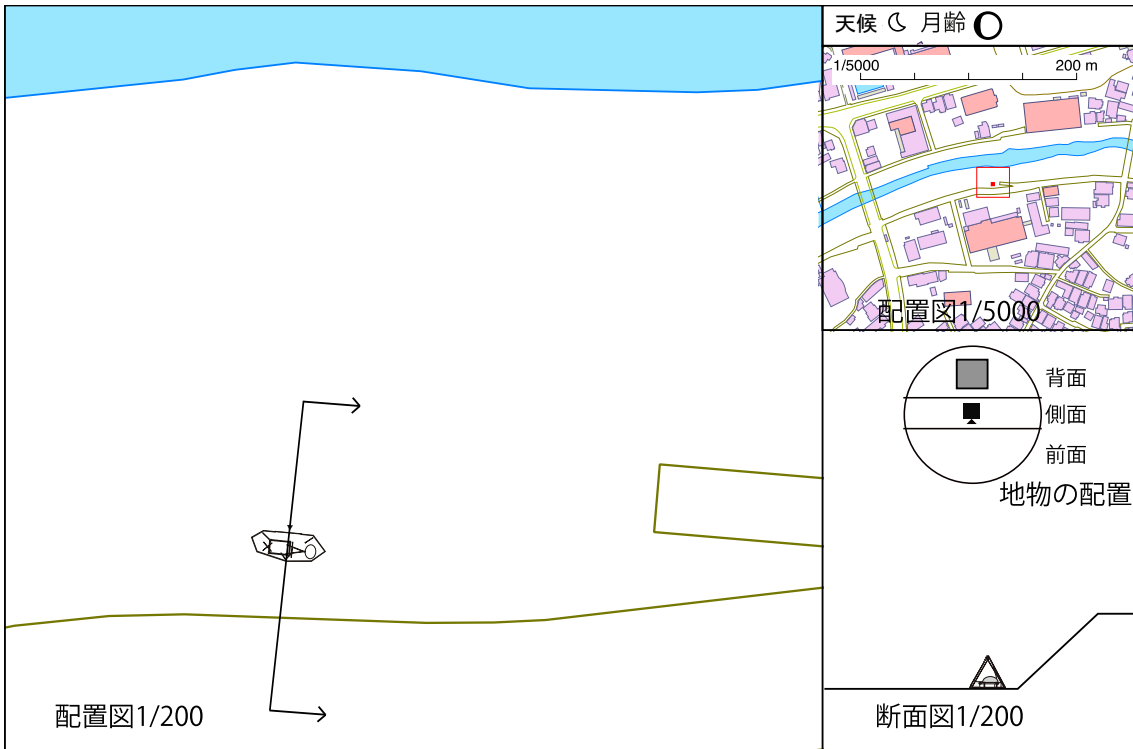 天候 月齢
1/5000 200 m
配置図1/5000
背面
側面
前面
地物の配置
配置図1/200
断面図1/200